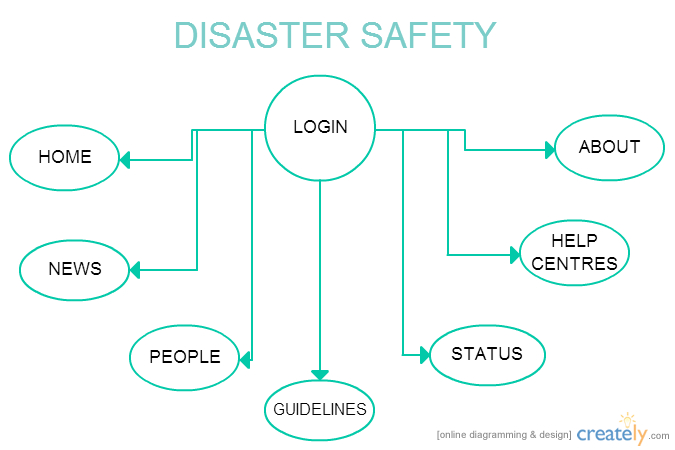 DISASTER SAFETY
LOGIN
HOME
ABOUT
NEWS
HELP
CENTRES
PEOPLE
STATUS
GUIDELINES
[online diagramming & design] creately.com